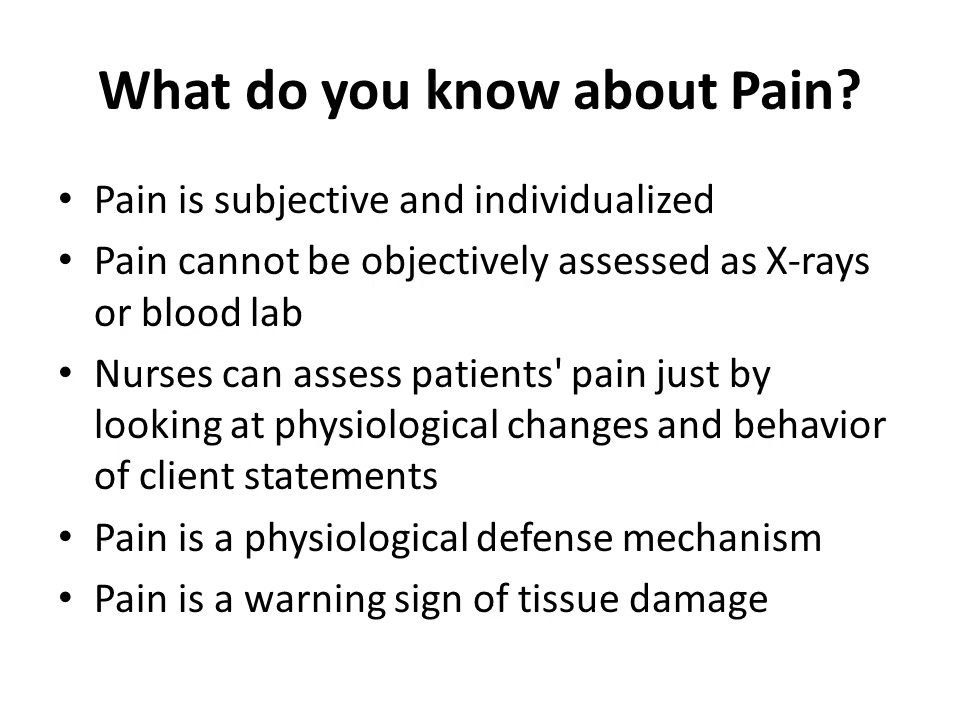 What do you know about Pain?
• Pain is subjective and individualized
• Pain cannot be objectively assessed as X-rays
or blood lab
• Nurses can assess patients' pain just by
looking at physiological changes and behavior
of client statements
• Pain is a physiological defense mechanism
• Pain is a warning sign of tissue damage